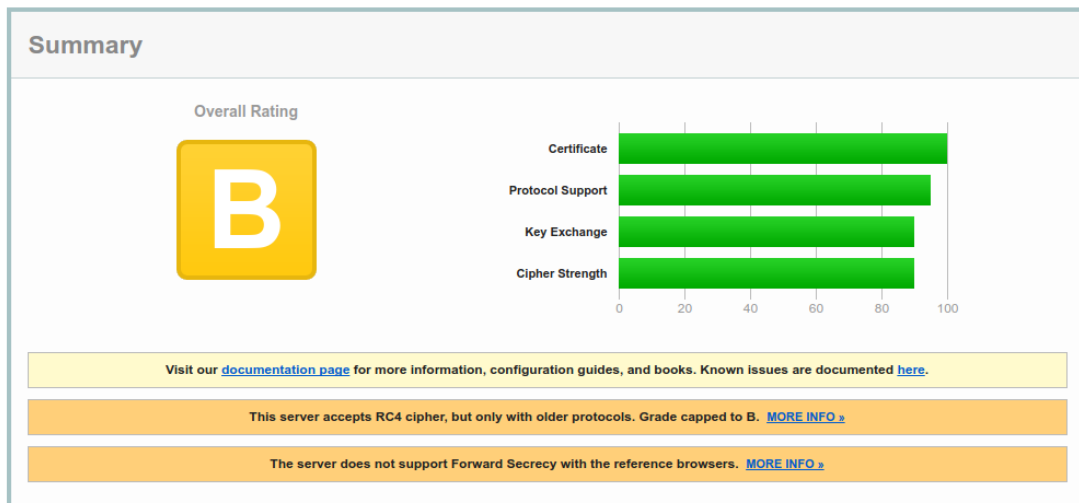 Summary
Overall Rating
B
Certificate
Protocol Support
Key Exchange
Cipher Strength
0 20 40 60 80 100
Visit our documentation page for more information, configuration guides, and books. Known issues are documented here.
This server accepts RC4 cipher, but only with older protocols. Grade capped to B. MORE INFO »
The server does not support Forward Secrecy with the reference browsers. MORE INFO »